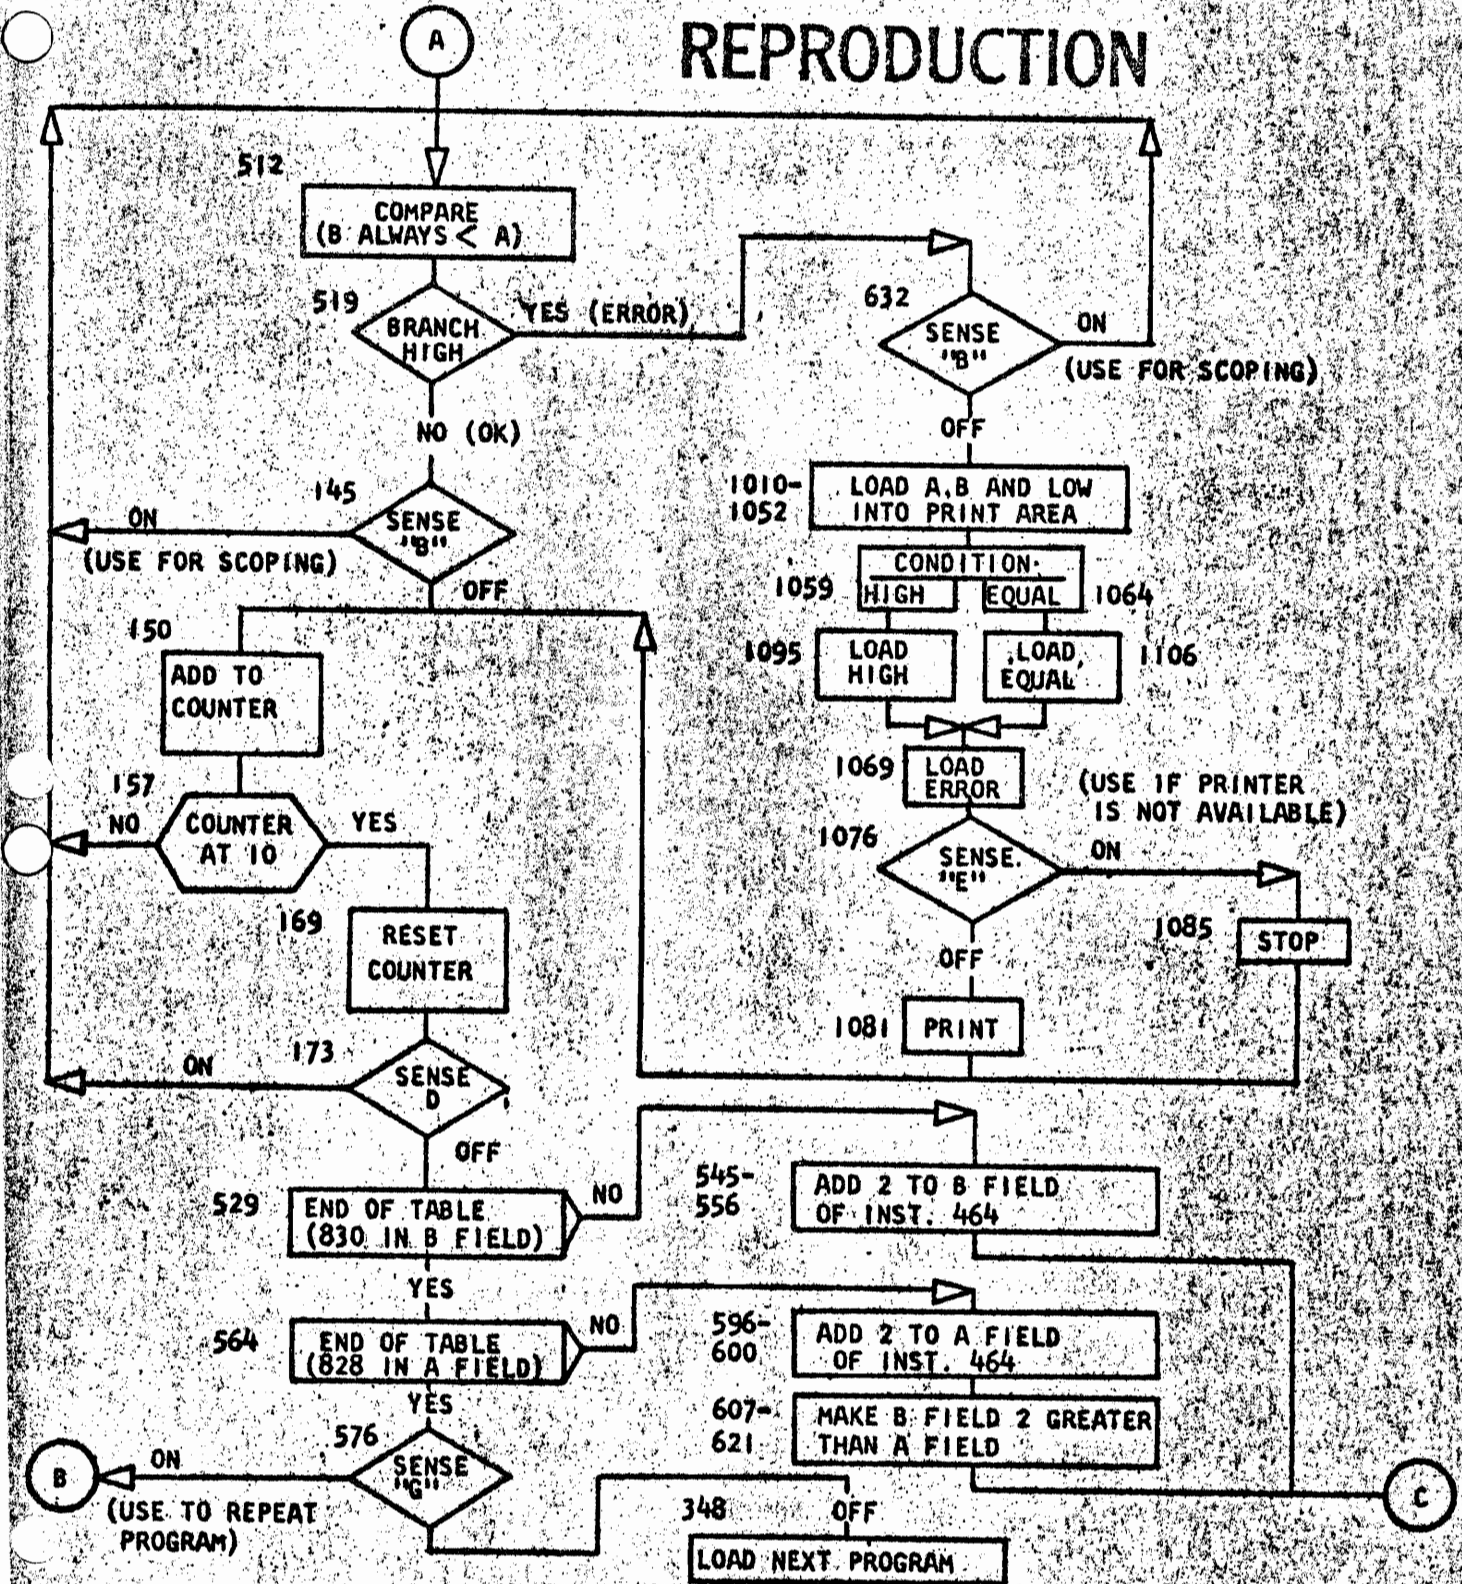 A
REPRODUCTION
512
COMPARE
(B ALWAYS < A)
519
BRANCH
HIGH
YES (ERROR)
632
SENSE
"B"
ON
(USE FOR SCOPING)
NO (OK)
OFF
145
SENSE
"B"
ON
(USE FOR SCOPING)
OFF
1010-
1052
LOAD A,B AND LOW
INTO PRINT AREA
CONDITION
1059
HIGH
EQUAL
1064
150
ADD TO
COUNTER
1095
LOAD
HIGH
LOAD
EQUAL
1106
157
NO
COUNTER
AT 10
YES
1069
LOAD
ERROR
(USE IF PRINTER
IS NOT AVAILABLE)
1076
SENSE
"E"
ON
169
RESET
COUNTER
OFF
1085
STOP
1081
PRINT
173
ON
SENSE
D
OFF
529
END OF TABLE
(830 IN B FIELD)
NO
545-
556
ADD 2 TO B FIELD
OF INST. 464
YES
564
END OF TABLE
(828 IN A FIELD)
NO
596-
600
ADD 2 TO A FIELD
OF INST. 464
YES
607-
621
MAKE B FIELD 2 GREATER
THAN A FIELD
576
SENSE
"G"
B
ON
(USE TO REPEAT
PROGRAM)
C
348
OFF
LOAD NEXT PROGRAM